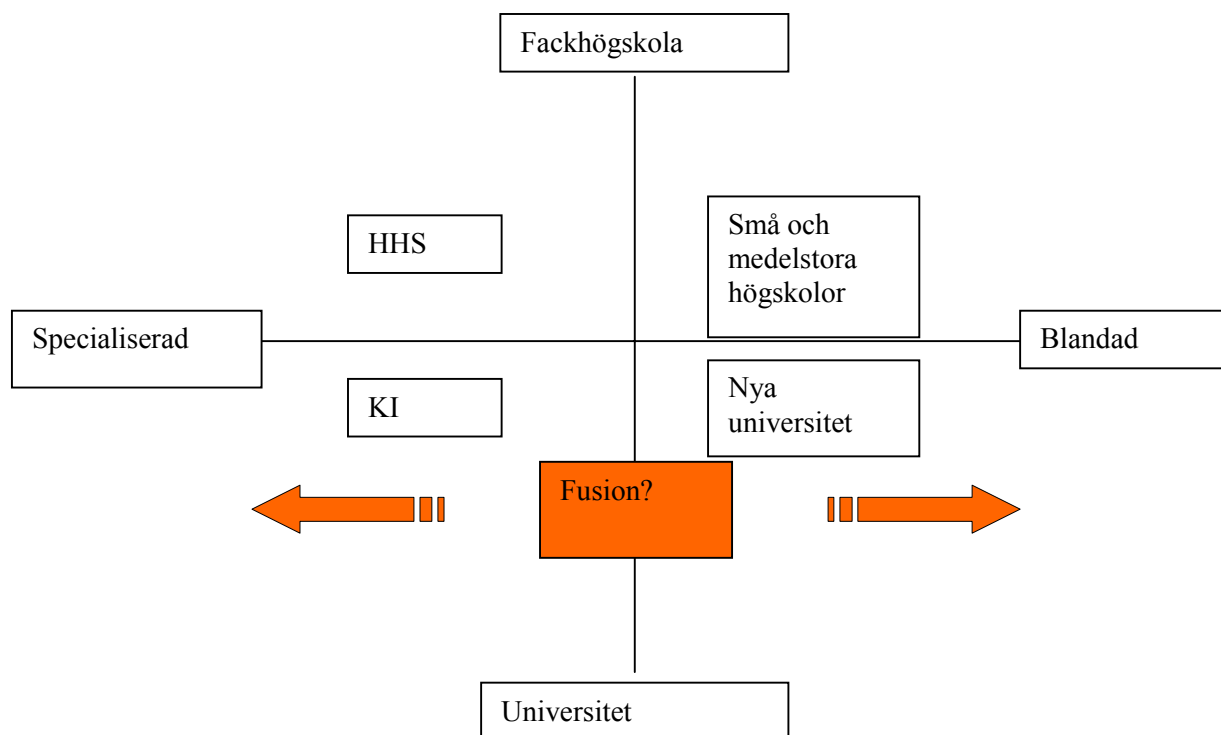 Fackhögskola
HHS
Små och
medelstora
högskolor
Specialiserad
Blandad
KI
Nya
universitet
Fusion?
Universitet